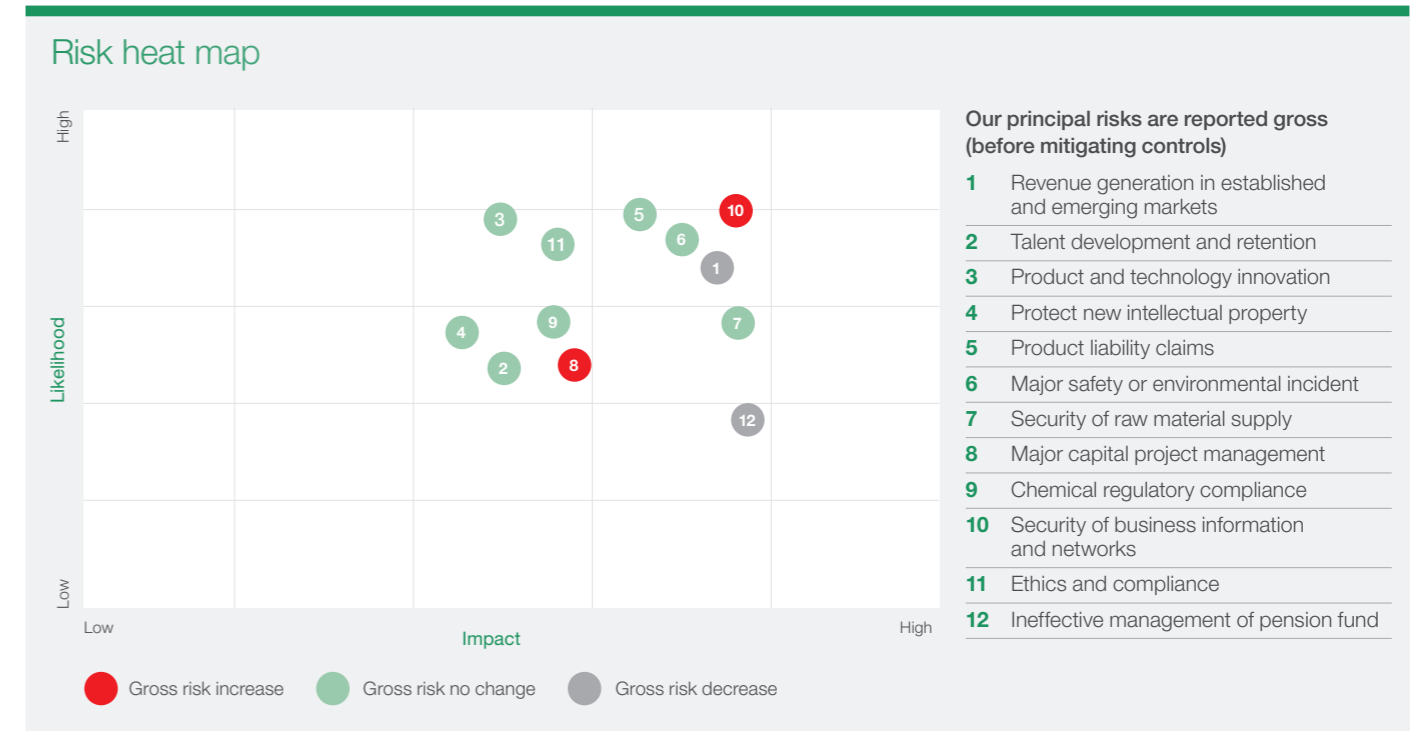 Risk heat map
High
Likelihood
Low
3
5
10
11
6
1
4
9
7
2
8
12
Low
Impact
High
Gross risk increase
Gross risk no change
Gross risk decrease
Our principal risks are reported gross
(before mitigating controls)
1 Revenue generation in established
and emerging markets
2 Talent development and retention
3 Product and technology innovation
4 Protect new intellectual property
5 Product liability claims
6 Major safety or environmental incident
7 Security of raw material supply
8 Major capital project management
9 Chemical regulatory compliance
10 Security of business information
and networks
11 Ethics and compliance
12 Ineffective management of pension fund